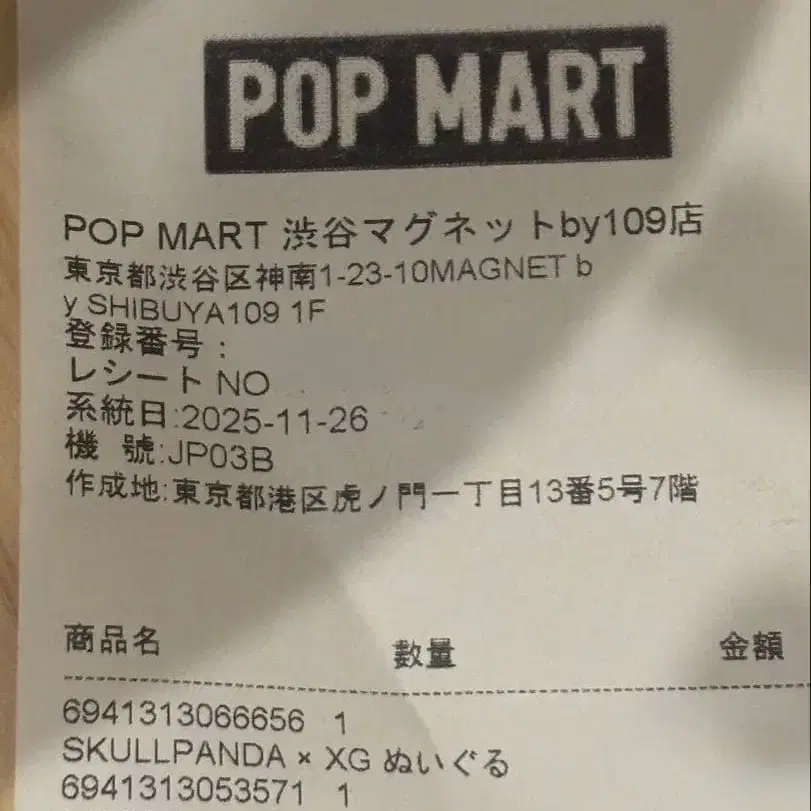 POP MART
POP MART 渋谷マグネットby109店
東京都渋谷区神南1-23-10MAGNET b
y SHIBUYA109 1F
登録番号：
レシート NO
系統日:2025-11-26
機 號:JP03B
作成地:東京都港区虎ノ門一丁目13番5号7階
商品名 数量 金額
6941313066656 1
SKULLPANDA × XG ぬいぐる
6941313053571 1